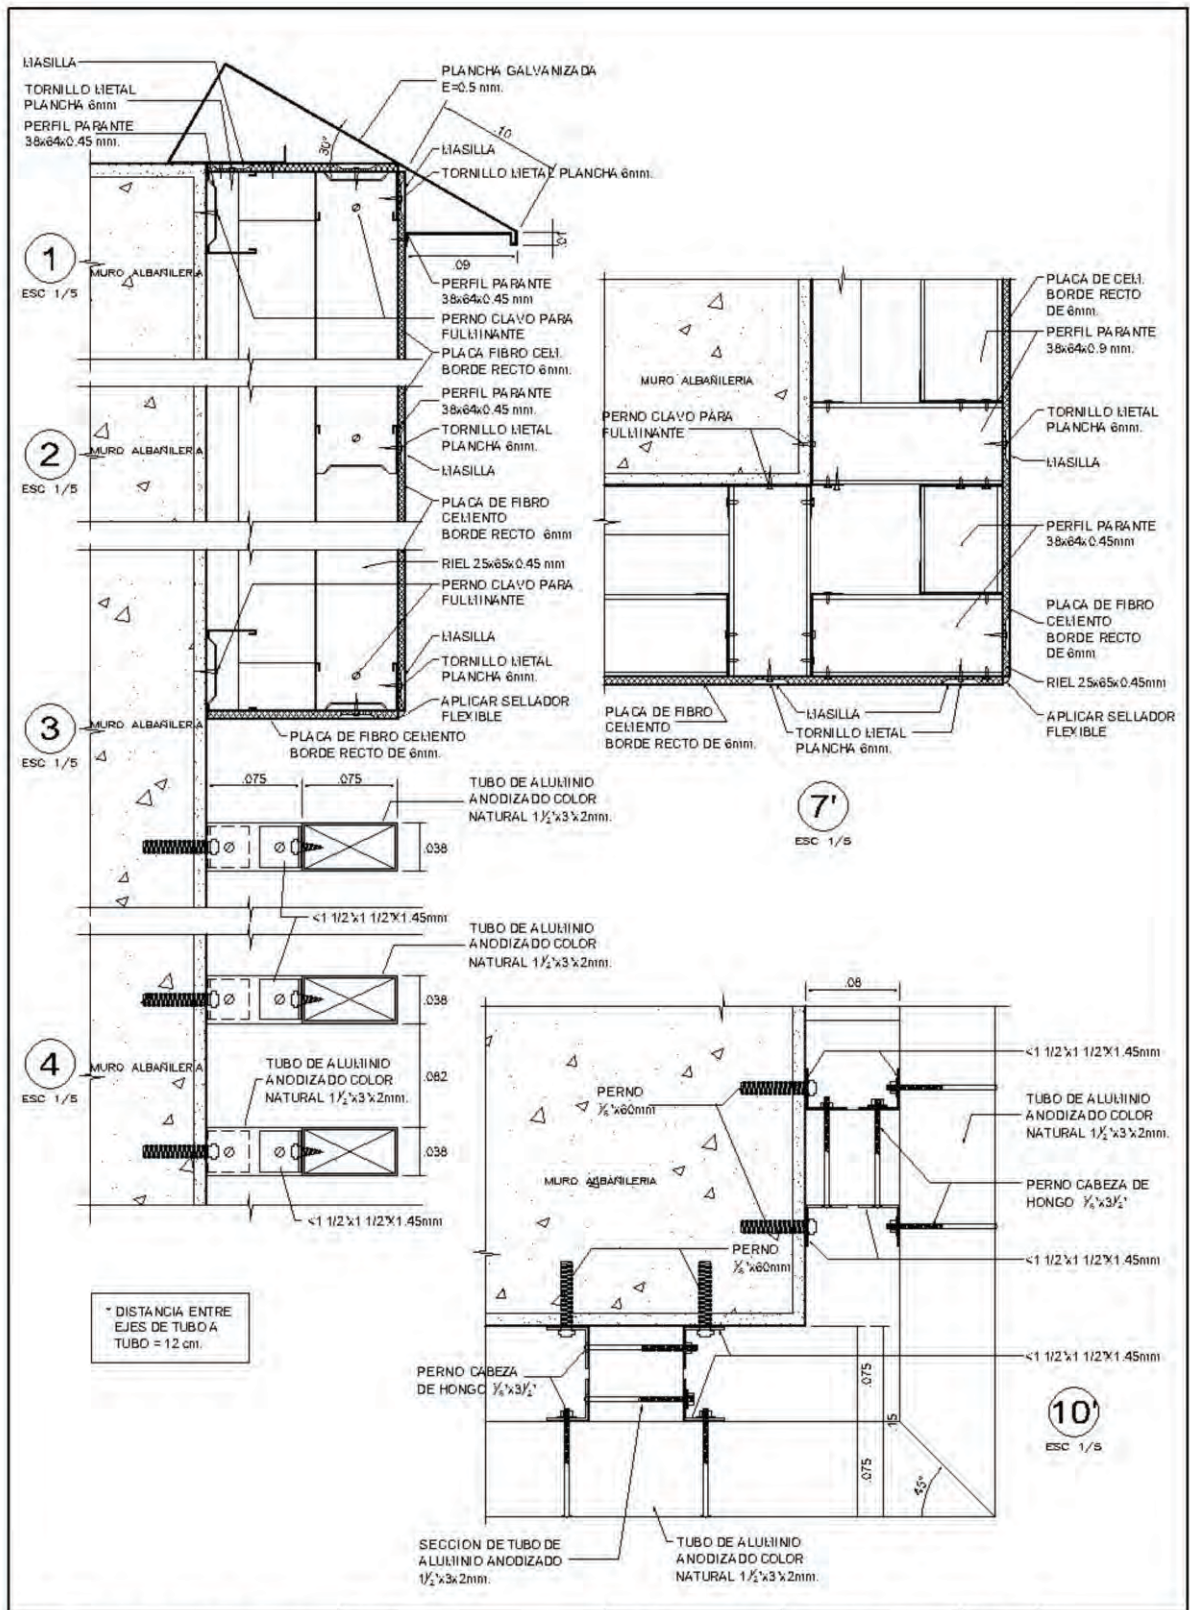 MASILLA
TORNILLO METAL
PLANCHA 6mm
PERFIL PARANTE
38x64x0.45 mm.
PLANCHA GALVANIZADA
E=0.5 mm.
30°
.10
MASILLA
TORNILLO METAL PLANCHA 6mm.
.01
.09
1
ESC 1/5
MURO ALBAÑILERIA
PERFIL PARANTE
38x64x0.45 mm
PERNO CLAVO PARA
FULMINANTE
PLACA FIBRO CEM.
BORDE RECTO 6mm.
2
ESC 1/5
MURO ALBAÑILERIA
MURO ALBAÑILERIA
PERFIL PARANTE
38x64x0.45 mm.
TORNILLO METAL
PLANCHA 6mm.
MASILLA
PLACA DE FIBRO
CEMENTO
BORDE RECTO 6mm
RIEL 25x65x0.45 mm
PERNO CLAVO PARA
FULMINANTE
MASILLA
TORNILLO METAL
PLANCHA 6mm.
APLICAR SELLADOR
FLEXIBLE
3
ESC 1/5
MURO ALBAÑILERIA
PLACA DE FIBRO CEMENTO
BORDE RECTO DE 6mm.
PLACA DE CEM.
BORDE RECTO
DE 6mm.
PERFIL PARANTE
38x64x0.9 mm.
MURO ALBAÑILERIA
PERNO CLAVO PARA
FULMINANTE
TORNILLO METAL
PLANCHA 6mm.
MASILLA
PERFIL PARANTE
38x64x0.45mm
PLACA DE FIBRO
CEMENTO
BORDE RECTO
DE 6mm
RIEL 25x65x0.45mm
APLICAR SELLADOR
FLEXIBLE
PLACA DE FIBRO
CEMENTO
BORDE RECTO DE 6mm.
MASILLA
TORNILLO METAL
PLANCHA 6mm.
7'
ESC 1/5
.075
.075
TUBO DE ALUMINIO
ANODIZADO COLOR
NATURAL 1½"x3"x2mm.
.038
<1 1/2"x1 1/2"X1.45mm
TUBO DE ALUMINIO
ANODIZADO COLOR
NATURAL 1½"x3"x2mm.
.038
4
ESC 1/5
MURO ALBAÑILERIA
TUBO DE ALUMINIO
ANODIZADO COLOR
NATURAL 1½"x3"x2mm.
.082
.038
<1 1/2"x1 1/2"X1.45mm
* DISTANCIA ENTRE
EJES DE TUBO A
TUBO = 12 cm.
.08
<1 1/2"x1 1/2"X1.45mm
PERNO
¼"x60mm
TUBO DE ALUMINIO
ANODIZADO COLOR
NATURAL 1½"x3"x2mm.
MURO ALBAÑILERIA
PERNO CABEZA DE
HONGO ¼"x3½"
PERNO
¼"x60mm
<1 1/2"x1 1/2"X1.45mm
PERNO CABEZA
DE HONGO ¼"x3½"
<1 1/2"x1 1/2"X1.45mm
.075
.15
.075
45°
10'
ESC 1/5
SECCION DE TUBO DE
ALUMINIO ANODIZADO
1½"x3x2mm.
TUBO DE ALUMINIO
ANODIZADO COLOR
NATURAL 1½"x3"x2mm.